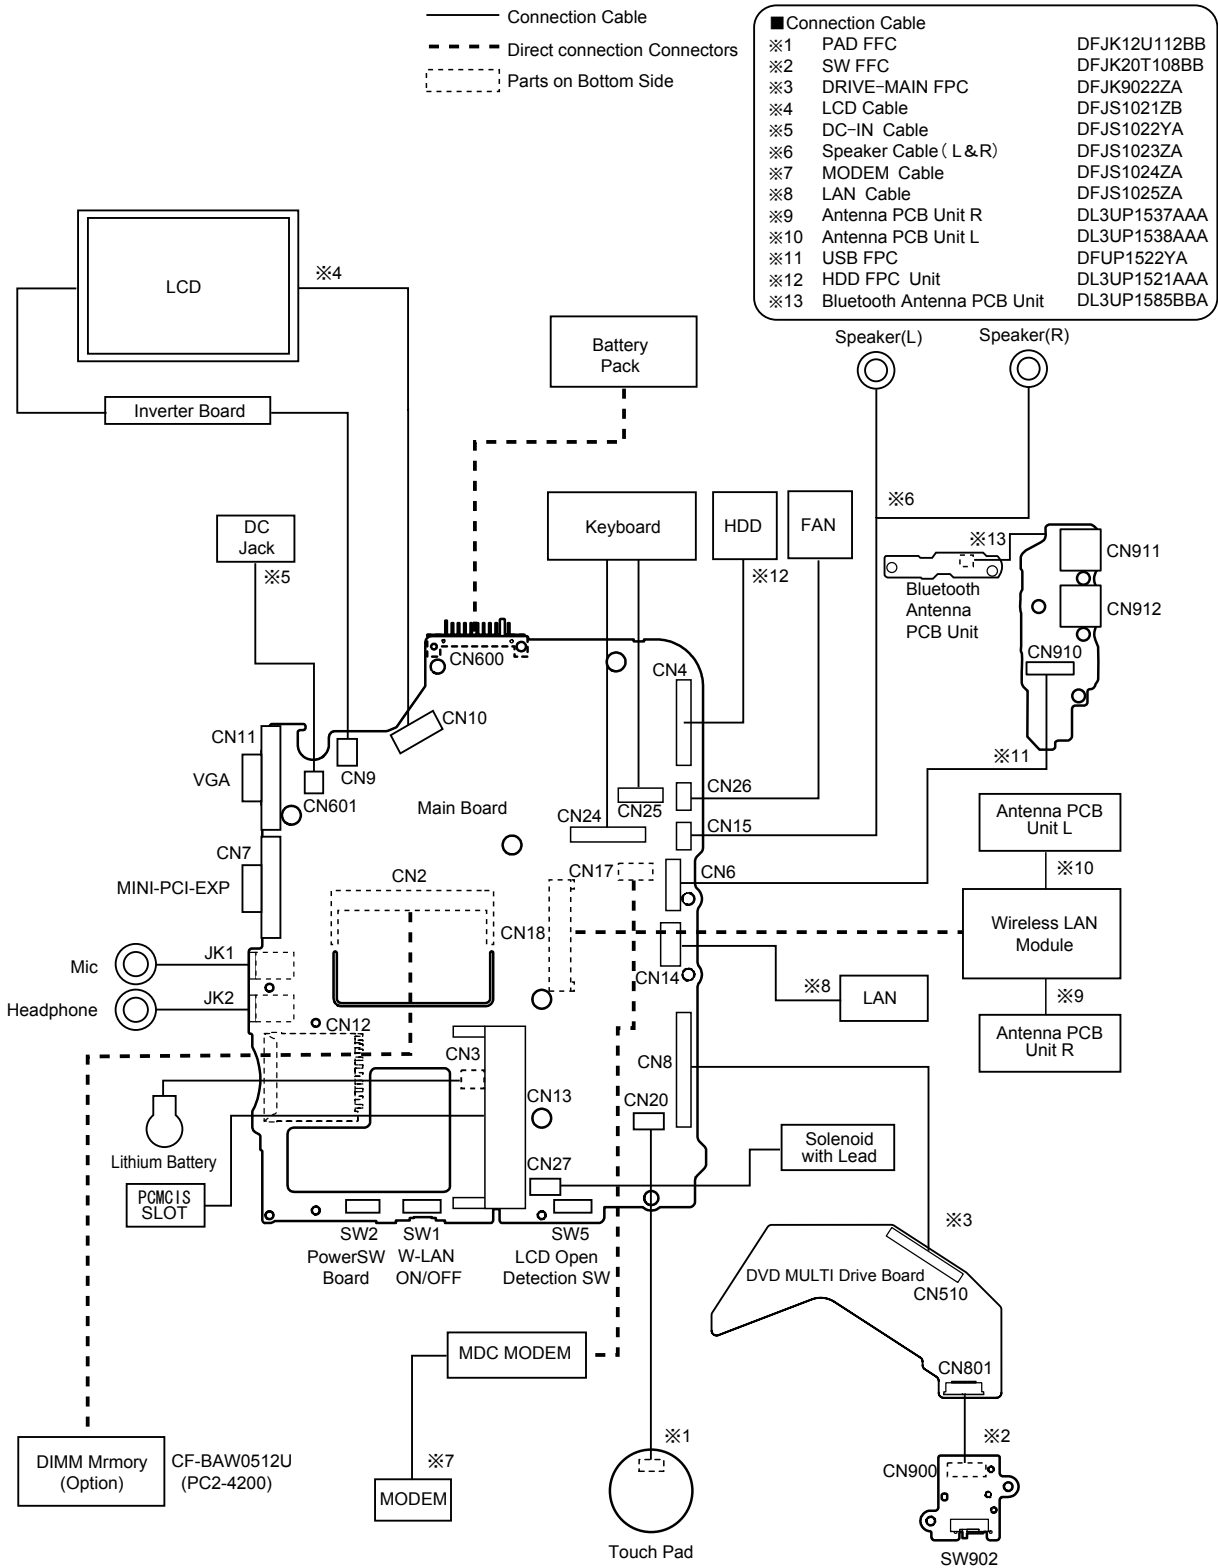 Connection Cable
Direct connection Connectors
Parts on Bottom Side
■Connection Cable
※1 PAD FFC DFJK12U112BB
※2 SW FFC DFJK20T108BB
※3 DRIVE-MAIN FPC DFJK9022ZA
※4 LCD Cable DFJS1021ZB
※5 DC-IN Cable DFJS1022YA
※6 Speaker Cable( L&R) DFJS1023ZA
※7 MODEM Cable DFJS1024ZA
※8 LAN Cable DFJS1025ZA
※9 Antenna PCB Unit R DL3UP1537AAA
※10 Antenna PCB Unit L DL3UP1538AAA
※11 USB FPC DFUP1522YA
※12 HDD FPC Unit DL3UP1521AAA
※13 Bluetooth Antenna PCB Unit DL3UP1585BBA
LCD
※4
Inverter Board
Battery
Pack
Speaker(L)
Speaker(R)
※6
DC
Jack
※5
Keyboard
HDD
FAN
※12
※13
CN911
CN912
CN910
Bluetooth
Antenna
PCB Unit
※11
CN600
CN4
CN10
CN11
VGA
CN9
CN601
Main Board
CN24
CN25
CN26
CN15
CN7
MINI-PCI-EXP
CN2
CN17
CN6
CN18
CN14
Antenna PCB
Unit L
※10
Wireless LAN
Module
※9
Antenna PCB
Unit R
※8
LAN
Mic
JK1
Headphone
JK2
CN12
CN3
CN13
CN8
CN20
CN27
Lithium Battery
PCMCIS
SLOT
Solenoid
with Lead
SW2
PowerSW
Board
SW1
W-LAN
ON/OFF
SW5
LCD Open
Detection SW
※3
DVD MULTI Drive Board
CN510
CN801
MDC MODEM
※2
CN900
SW902
DIMM Mrmory
(Option)
CF-BAW0512U
(PC2-4200)
※7
MODEM
※1
Touch Pad